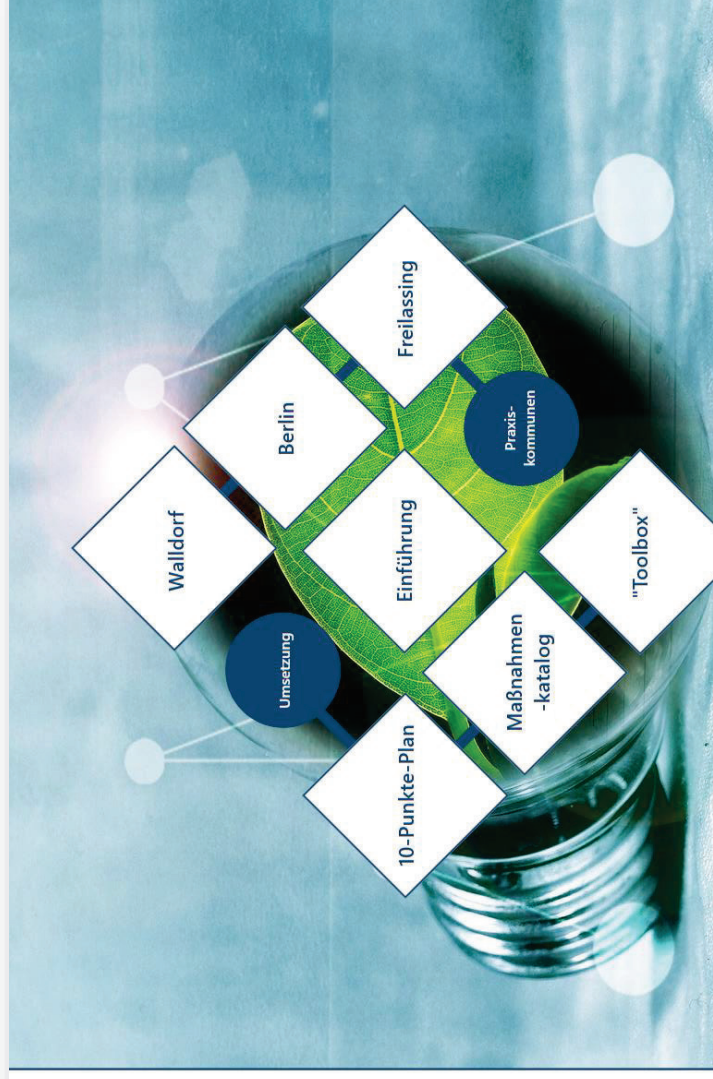 Walldorf
Umsetzung
Berlin
10-Punkte-Plan
Einführung
Freilassing
Maßnahmen
-katalog
Praxis-
kommunen
"Toolbox"